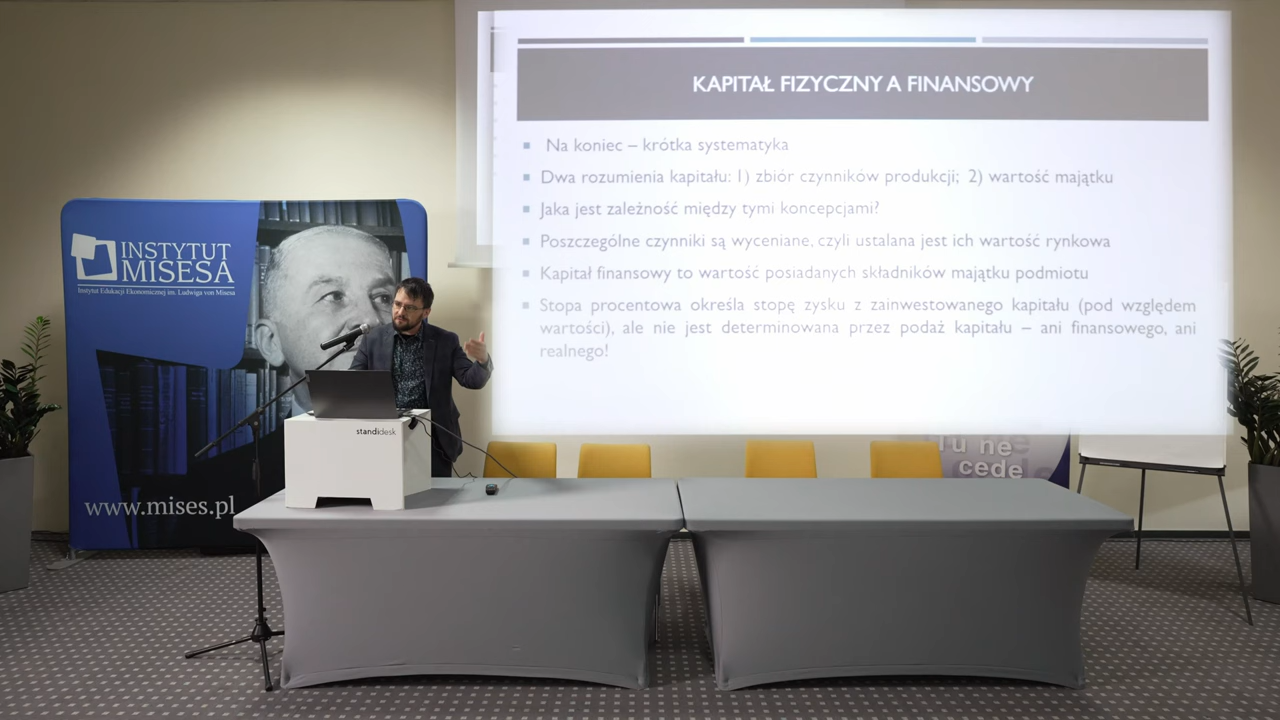 KAPITAŁ FIZYCZNY A FINANSOWY
Na koniec – krótka systematyka
Dwa rozumienia kapitału: 1) zbiór czynników produkcji; 2) wartość majątku
Jaka jest zależność między tymi koncepcjami?
Poszczególne czynniki są wyceniane, czyli ustalana jest ich wartość rynkowa
Kapitał finansowy to wartość posiadanych składników majątku podmiotu
Stopa procentowa określa stopę zysku z zainwestowanego kapitału (pod względem
wartości), ale nie jest determinowana przez podaż kapitału – ani finansowego, ani
realnego!
INSTYTUT
MISESA
Instytut Edukacji Ekonomicznej im. Ludwiga von Misesa
www.mises.pl
standidesk
Tu ne
cede